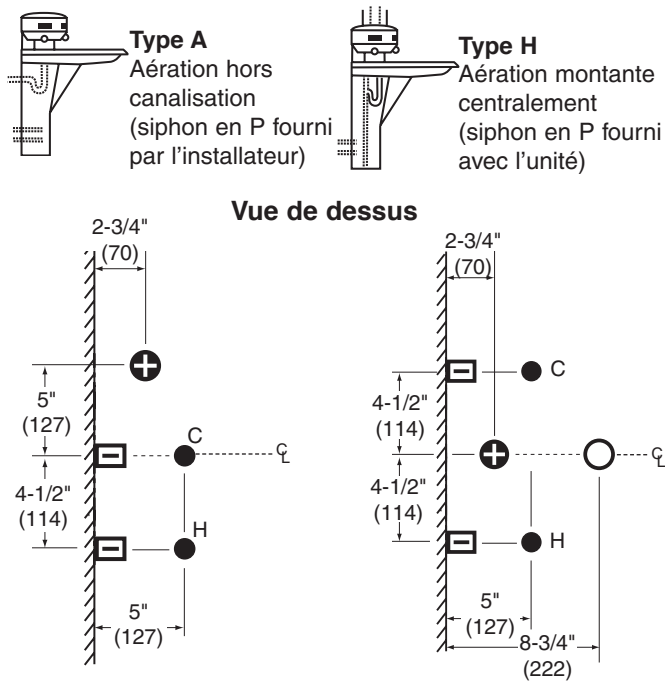 Type A
Aération hors
canalisation
(siphon en P fourni
par l'installateur)
Type H
Aération montante
centralement
(siphon en P fourni
avec l'unité)
Vue de dessus
2-3/4"
(70)
5"
(127)
C
℄
4-1/2"
(114)
H
5"
(127)
2-3/4"
(70)
C
4-1/2"
(114)
℄
4-1/2"
(114)
H
5"
(127)
8-3/4"
(222)